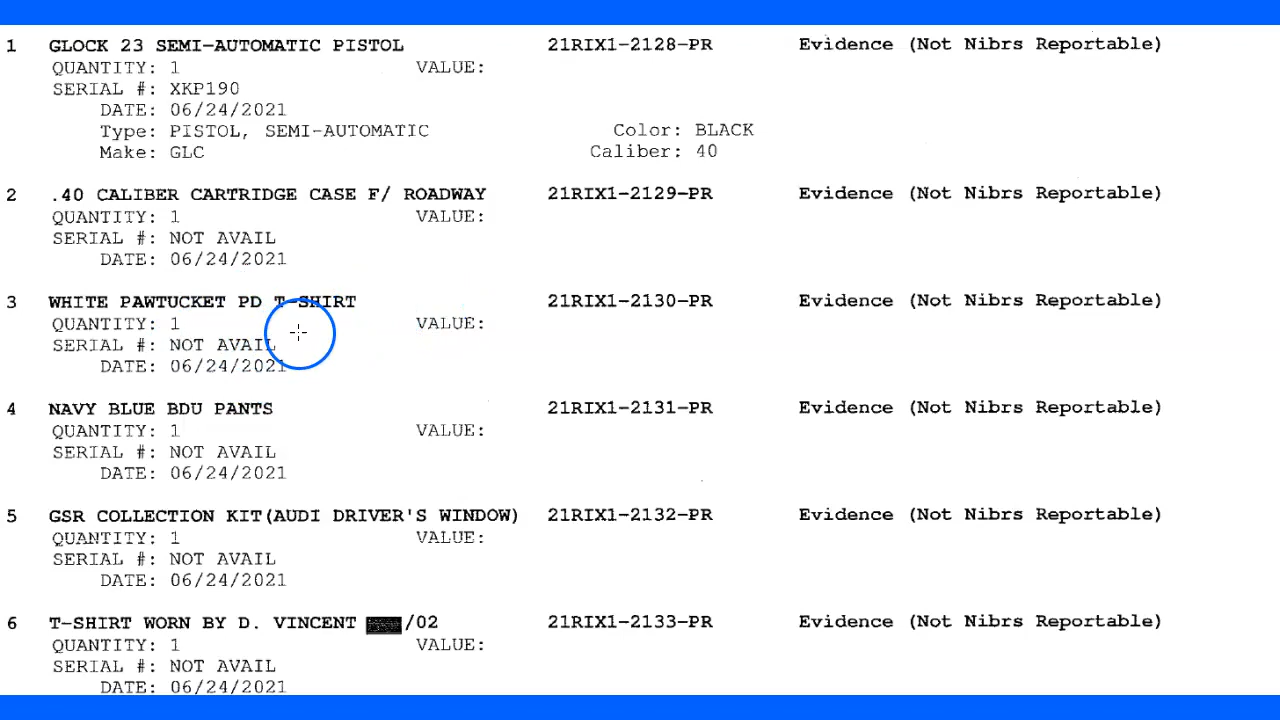 1 GLOCK 23 SEMI-AUTOMATIC PISTOL 21RIX1-2128-PR Evidence (Not Nibrs Reportable)
QUANTITY: 1 VALUE:
SERIAL #: XKP190
DATE: 06/24/2021
Type: PISTOL, SEMI-AUTOMATIC Color: BLACK
Make: GLC Caliber: 40
2 .40 CALIBER CARTRIDGE CASE F/ ROADWAY 21RIX1-2129-PR Evidence (Not Nibrs Reportable)
QUANTITY: 1 VALUE:
SERIAL #: NOT AVAIL
DATE: 06/24/2021
3 WHITE PAWTUCKET PD T-SHIRT 21RIX1-2130-PR Evidence (Not Nibrs Reportable)
QUANTITY: 1 VALUE:
SERIAL #: NOT AVAIL
DATE: 06/24/2021
4 NAVY BLUE BDU PANTS 21RIX1-2131-PR Evidence (Not Nibrs Reportable)
QUANTITY: 1 VALUE:
SERIAL #: NOT AVAIL
DATE: 06/24/2021
5 GSR COLLECTION KIT(AUDI DRIVER'S WINDOW) 21RIX1-2132-PR Evidence (Not Nibrs Reportable)
QUANTITY: 1 VALUE:
SERIAL #: NOT AVAIL
DATE: 06/24/2021
6 T-SHIRT WORN BY D. VINCENT /02 21RIX1-2133-PR Evidence (Not Nibrs Reportable)
QUANTITY: 1 VALUE:
SERIAL #: NOT AVAIL
DATE: 06/24/2021